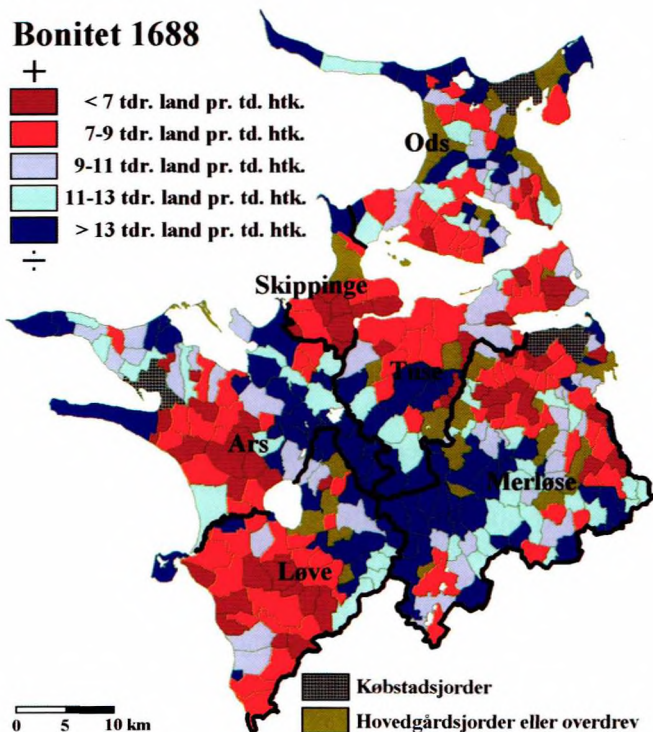 Bonitet 1688
+
< 7 tdr. land pr. td. htk.
7-9 tdr. land pr. td. htk.
9-11 tdr. land pr. td. htk.
11-13 tdr. land pr. td. htk.
> 13 tdr. land pr. td. htk.
÷
Ods
Skippinge
Tuse
Ars
Merløse
Løve
0 5 10 km
Købstadsjorder
Hovedgårdsjorder eller overdrev